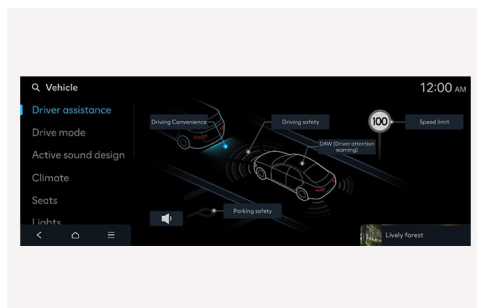 Vehicle
12:00 AM
Driver assistance
Drive mode
Active sound design
Climate
Seats
Lights
Driving Convenience
Driving safety
100
Speed limit
DAW (Driver attention
warning)
Parking safety
Lively forest